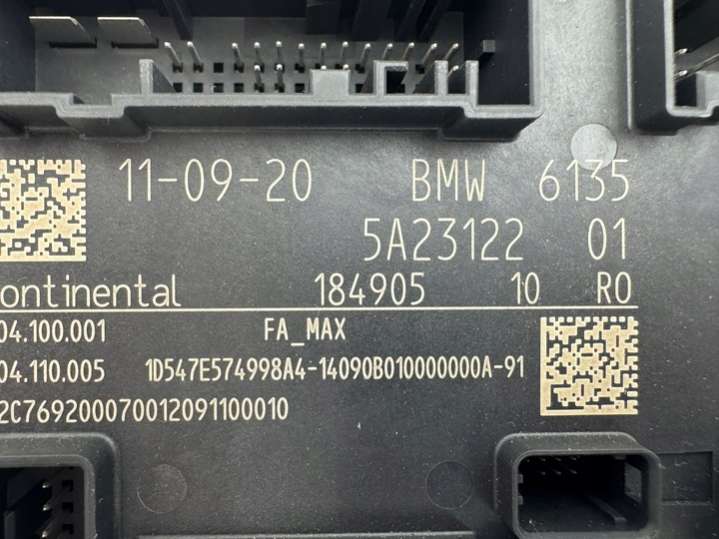 11-09-20 BMW 6135
5A23122 01
ontinental 184905 10 RO
04.100.001 FA_MAX
04.110.005 1D547E574998A4-14090B010000000A-91
2C769200070012091100010